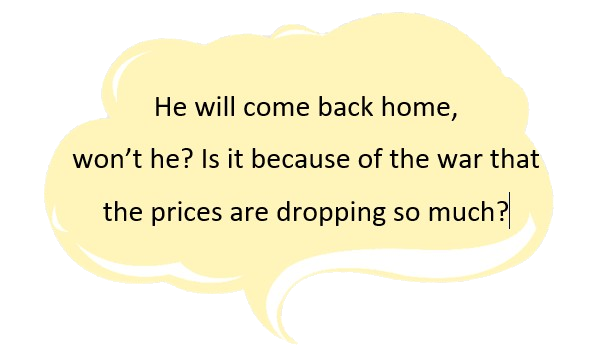 He will come back home,
won’t he? Is it because of the war that
the prices are dropping so much?